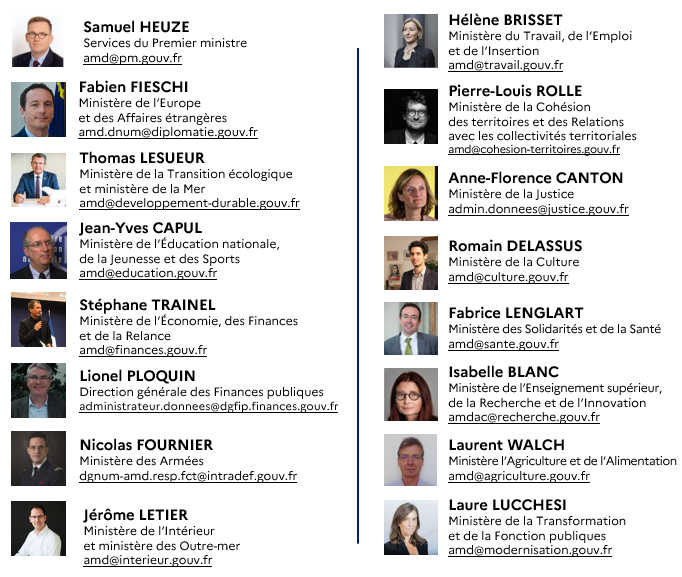 Samuel HEUZE
Services du Premier ministre
amd@pm.gouv.fr
Fabien FIESCHI
Ministère de l'Europe
et des Affaires étrangères
amd.dnum@diplomatie.gouv.fr
Thomas LESUEUR
Ministère de la Transition écologique
et ministère de la Mer
amd@developpement-durable.gouv.fr
Jean-Yves CAPUL
Ministère de l'Éducation nationale,
de la Jeunesse et des Sports
amd@education.gouv.fr
Stéphane TRAINEL
Ministère de l'Économie, des Finances
et de la Relance
amd@finances.gouv.fr
Lionel PLOQUIN
Direction générale des Finances publiques
administrateur.donnees@dgfip.finances.gouv.fr
Nicolas FOURNIER
Ministère des Armées
dgnum-amd.resp.fct@intradef.gouv.fr
Jérôme LETIER
Ministère de l'Intérieur
et ministère des Outre-mer
amd@interieur.gouv.fr
Hélène BRISSET
Ministère du Travail, de l'Emploi
et de l'Insertion
amd@travail.gouv.fr
Pierre-Louis ROLLE
Ministère de la Cohésion
des territoires et des Relations
avec les collectivités territoriales
amd@cohesion-territoires.gouv.fr
Anne-Florence CANTON
Ministère de la Justice
admin.donnees@justice.gouv.fr
Romain DELASSUS
Ministère de la Culture
amd@culture.gouv.fr
Fabrice LENGLART
Ministère des Solidarités et de la Santé
amd@sante.gouv.fr
Isabelle BLANC
Ministère de l'Enseignement supérieur,
de la Recherche et de l'Innovation
amdac@recherche.gouv.fr
Laurent WALCH
Ministère l'Agriculture et de l'Alimentation
amd@agriculture.gouv.fr
Laure LUCCHESI
Ministère de la Transformation
et de la Fonction publiques
amd@modernisation.gouv.fr